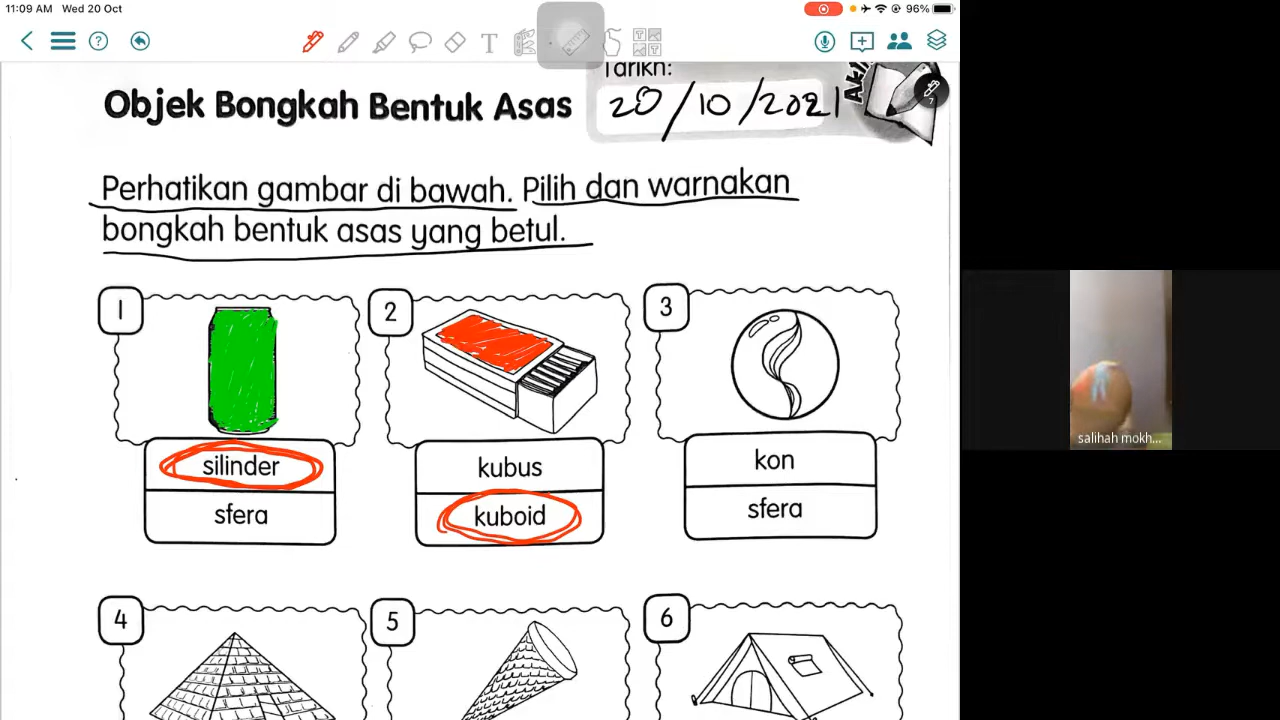 11:09 AM Wed 20 Oct
96%
Tarikh:
Objek Bongkah Bentuk Asas
20/10/2021
7
Perhatikan gambar di bawah. Pilih dan warnakan
bongkah bentuk asas yang betul.
1
2
3
silinder
kubus
kon
sfera
kuboid
sfera
salihah mokh...
4
5
6